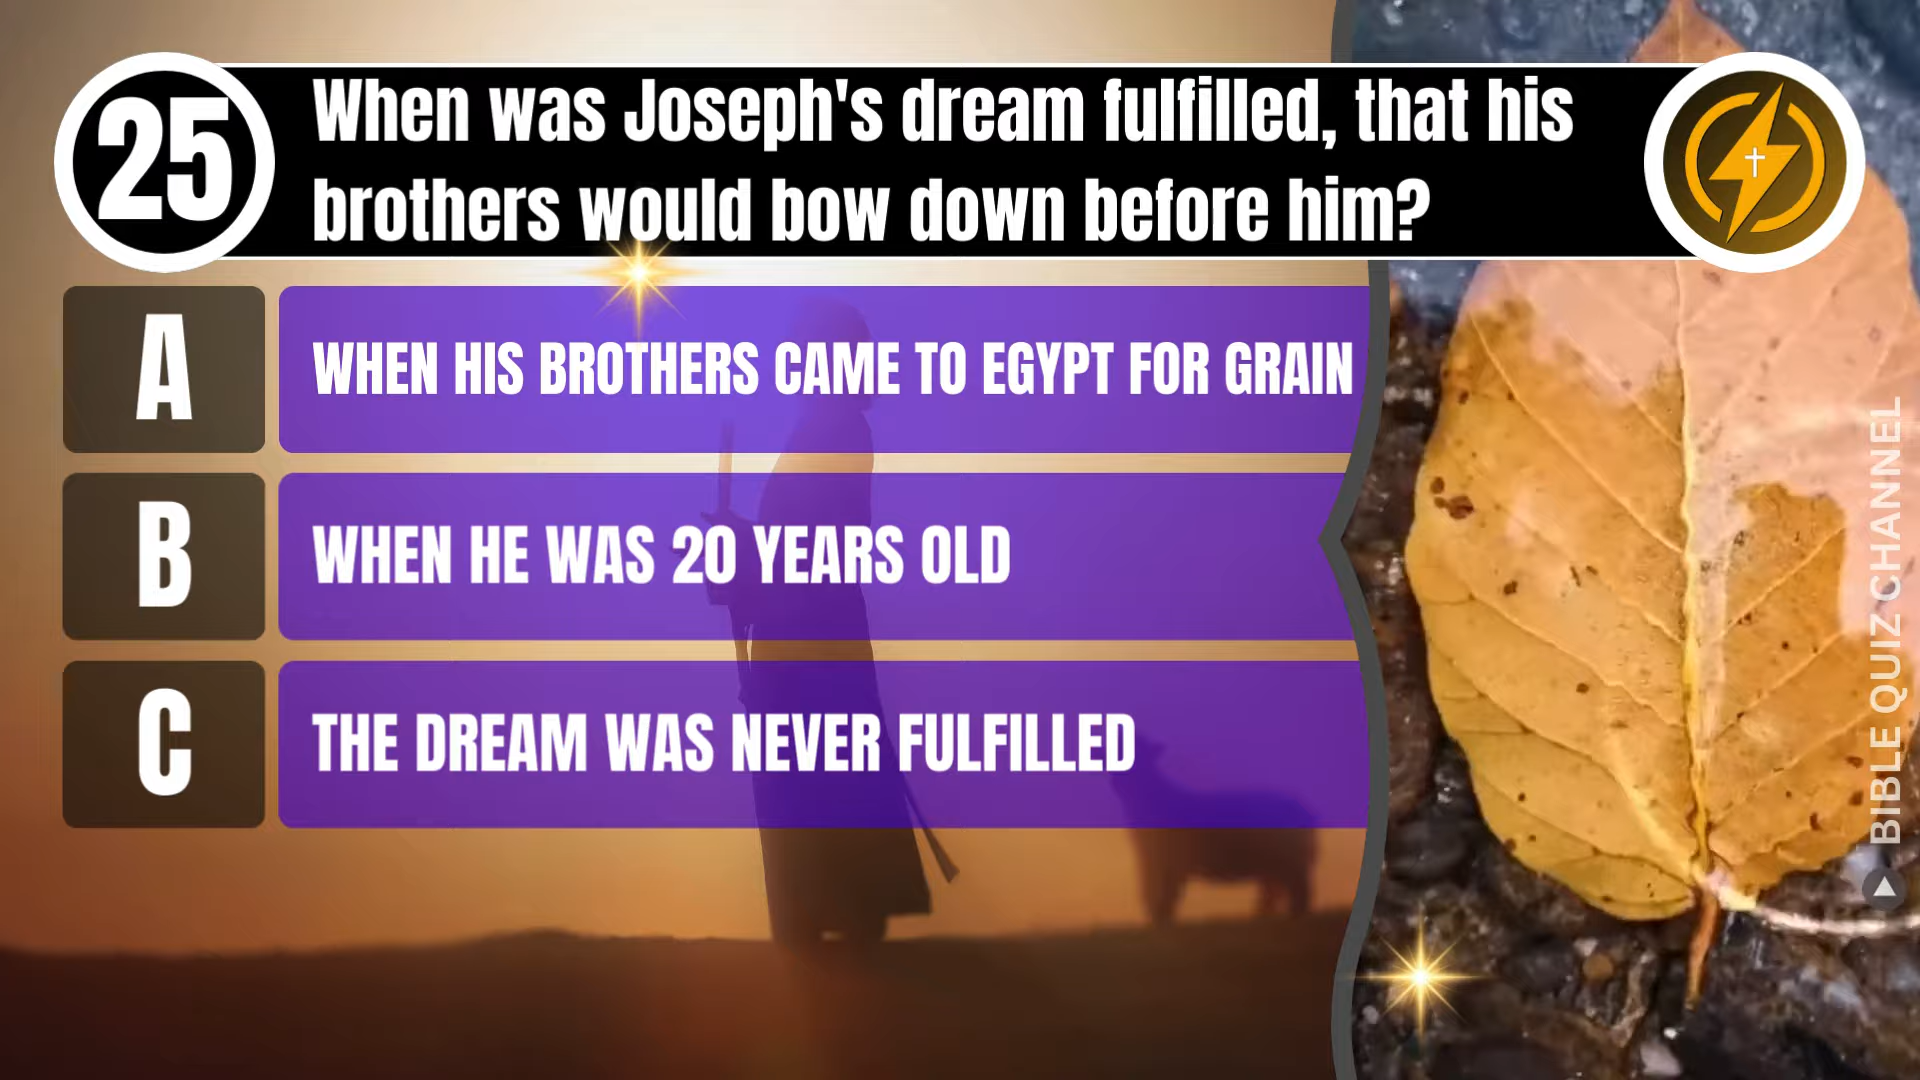 25
When was Joseph's dream fulfilled, that his
brothers would bow down before him?
A
WHEN HIS BROTHERS CAME TO EGYPT FOR GRAIN
B
WHEN HE WAS 20 YEARS OLD
C
THE DREAM WAS NEVER FULFILLED
BIBLE QUIZ CHANNEL